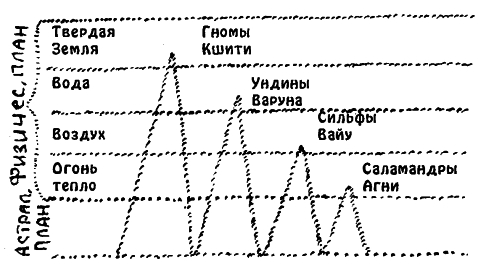 Твердая
Земля
Гномы
Кшити
Вода
Ундины
Варуна
Воздух
Сильфы
Вайу
Огонь
тепло
Саламандры
Агни
Физичес, план
Астрал,
план